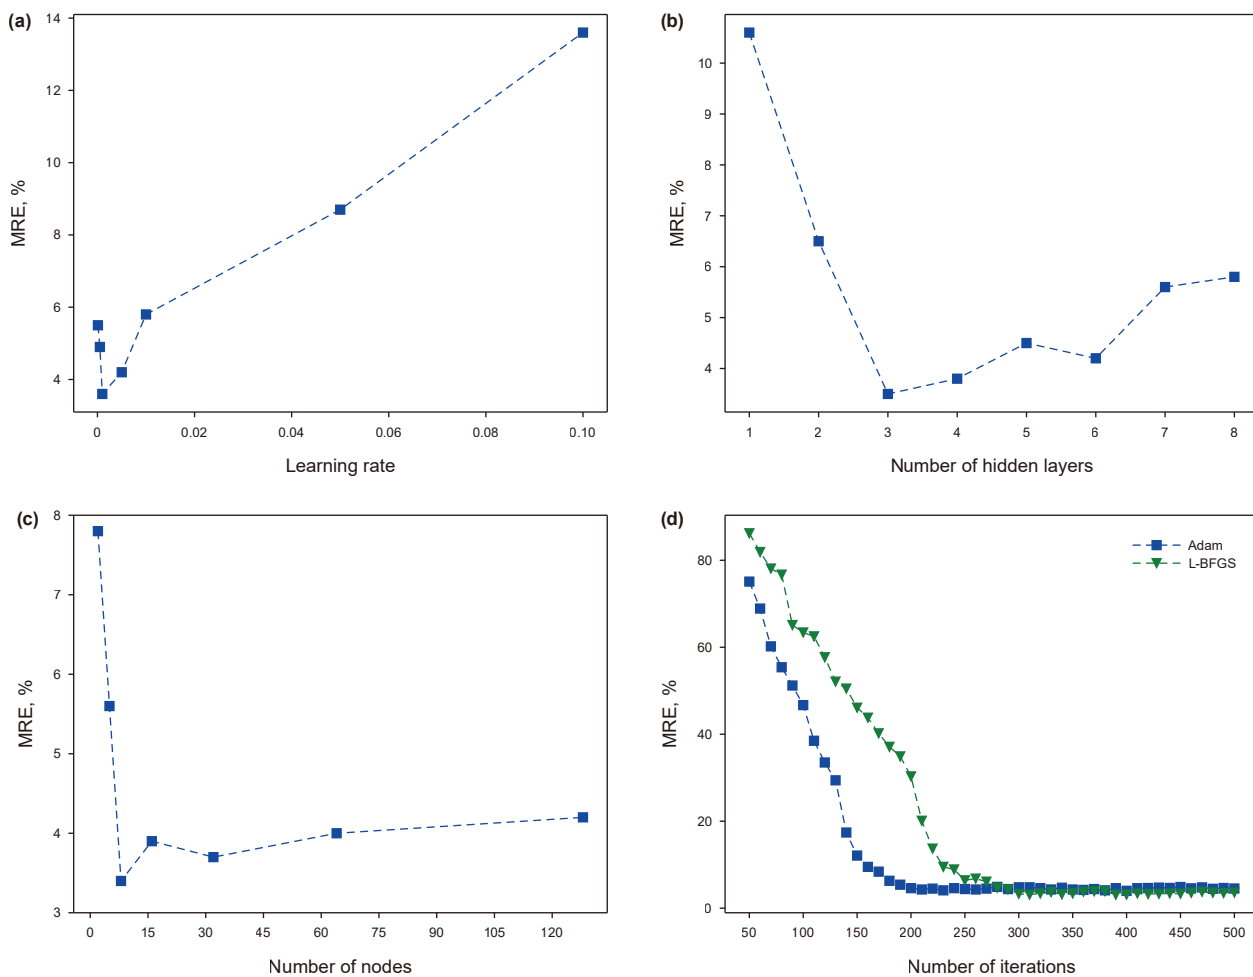 (a)
14
12
10
8
6
4
MRE, %
0 0.02 0.04 0.06 0.08 0.10
Learning rate
(b)
10
9
8
7
6
5
4
MRE, %
1 2 3 4 5 6 7 8
Number of hidden layers
(c)
8
7
6
5
4
3
MRE, %
0 15 30 45 60 75 90 105 120
Number of nodes
(d)
80
60
40
20
0
MRE, %
Adam
L-BFGS
50 100 150 200 250 300 350 400 450 500
Number of iterations